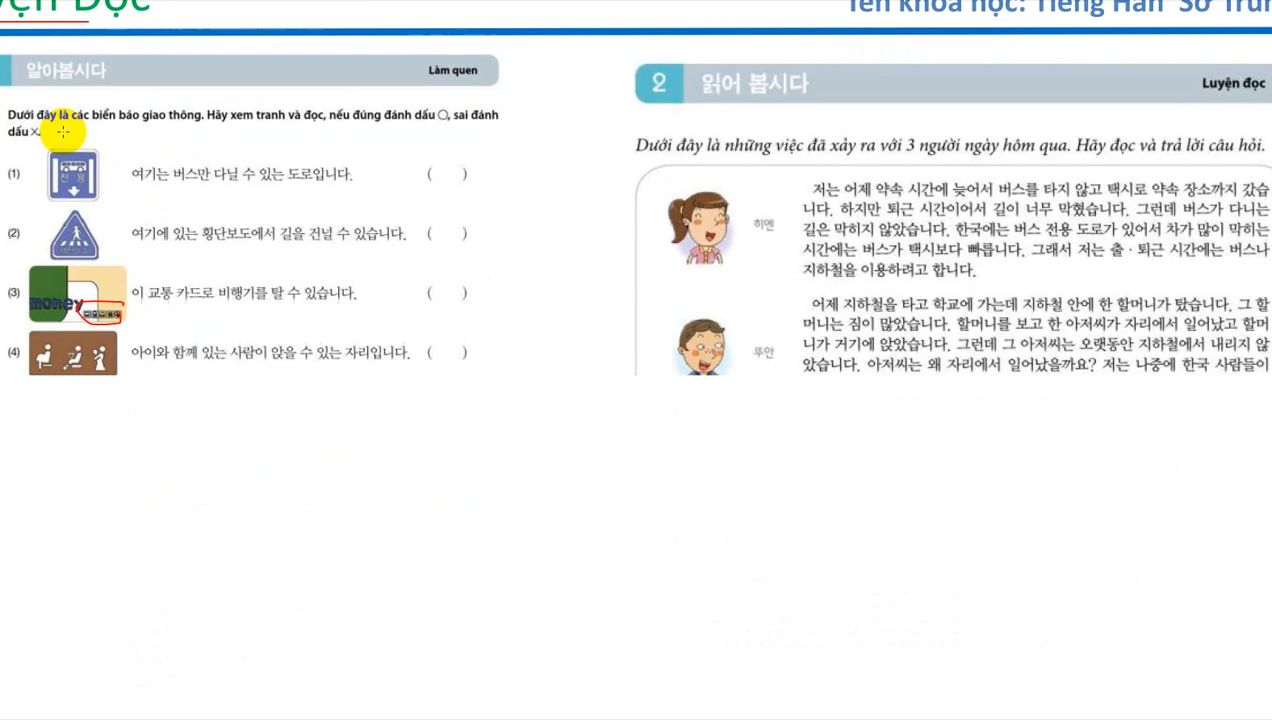 Luyện Đọc
Tên khoá học: Tiếng Hàn Sơ Trun
알아봅시다
Làm quen
Dưới đây là các biển báo giao thông. Hãy xem tranh và đọc, nếu đúng đánh dấu ○, sai đánh
dấu ×.
(1) 전용 여기는 버스만 다닐 수 있는 도로입니다. ( )
(2) 여기에 있는 횡단보도에서 길을 건널 수 있습니다. ( )
(3) money 이 교통 카드로 비행기를 탈 수 있습니다. ( )
(4) 아이와 함께 있는 사람이 앉을 수 있는 자리입니다. ( )
2 읽어 봅시다
Luyện đọc
Dưới đây là những việc đã xảy ra với 3 người ngày hôm qua. Hãy đọc và trả lời câu hỏi.
히엔
저는 어제 약속 시간에 늦어서 버스를 타지 않고 택시로 약속 장소까지 갔습
니다. 하지만 퇴근 시간이어서 길이 너무 막혔습니다. 그런데 버스가 다니는
길은 막히지 않았습니다. 한국에는 버스 전용 도로가 있어서 차가 많이 막히는
시간에는 버스가 택시보다 빠릅니다. 그래서 저는 출·퇴근 시간에는 버스나
지하철을 이용하려고 합니다.
뚜안
어제 지하철을 타고 학교에 가는데 지하철 안에 한 할머니가 탔습니다. 그 할
머니는 짐이 많았습니다. 할머니를 보고 한 아저씨가 자리에서 일어났고 할머
니가 거기에 앉았습니다. 그런데 그 아저씨는 오랫동안 지하철에서 내리지 않
았습니다. 아저씨는 왜 자리에서 일어났을까요? 저는 나중에 한국 사람들이